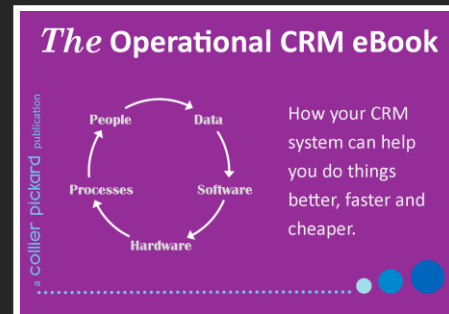 The Operational CRM eBook
People
Data
Processes
Software
Hardware
How your CRM
system can help
you do things
better, faster and
cheaper.
a collier pickard publication